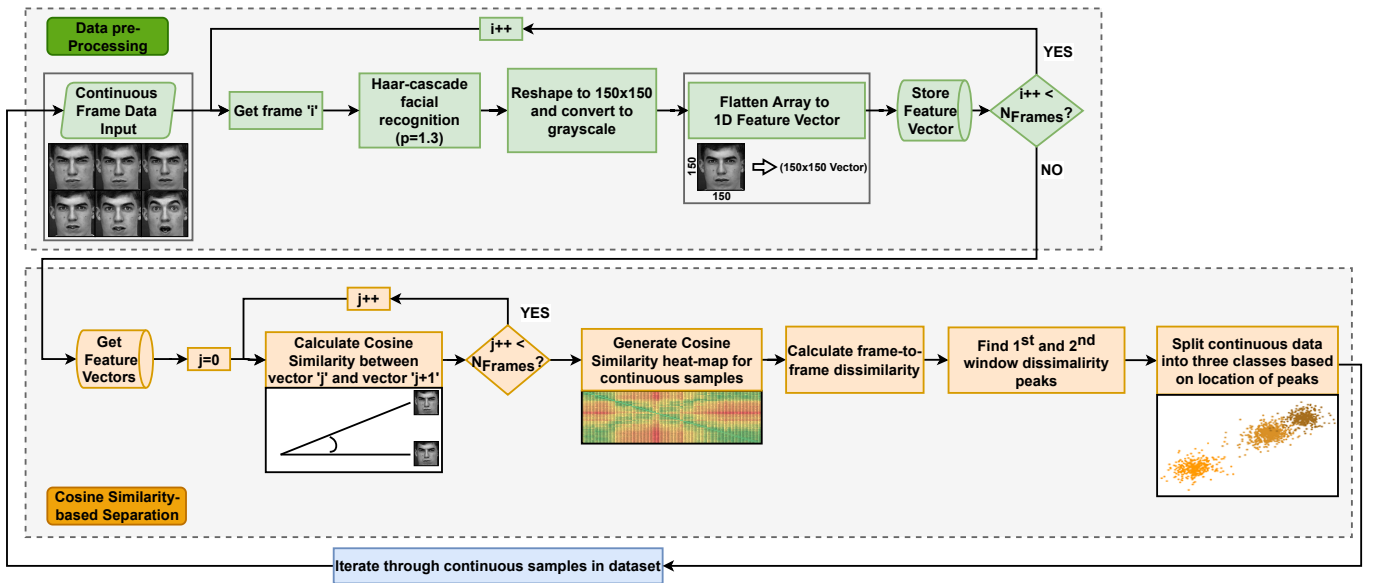 Data pre-
Processing
i++
YES
Continuous
Frame Data
Input
Get frame 'i'
Haar-cascade
facial
recognition
(p=1.3)
Reshape to 150x150
and convert to
grayscale
Flatten Array to
1D Feature Vector
150
150
(150x150 Vector)
Store
Feature
Vector
i++ <
NFrames?
NO
j++
YES
Get
Feature
Vectors
j=0
Calculate Cosine
Similarity between
vector 'j' and vector 'j+1'
j++ <
NFrames?
Generate Cosine
Similarity heat-map for
continuous samples
Calculate frame-to-
frame dissimilarity
Find 1st and 2nd
window dissimalirity
peaks
Split continuous data
into three classes based
on location of peaks
Cosine Similarity-
based Separation
Iterate through continuous samples in dataset